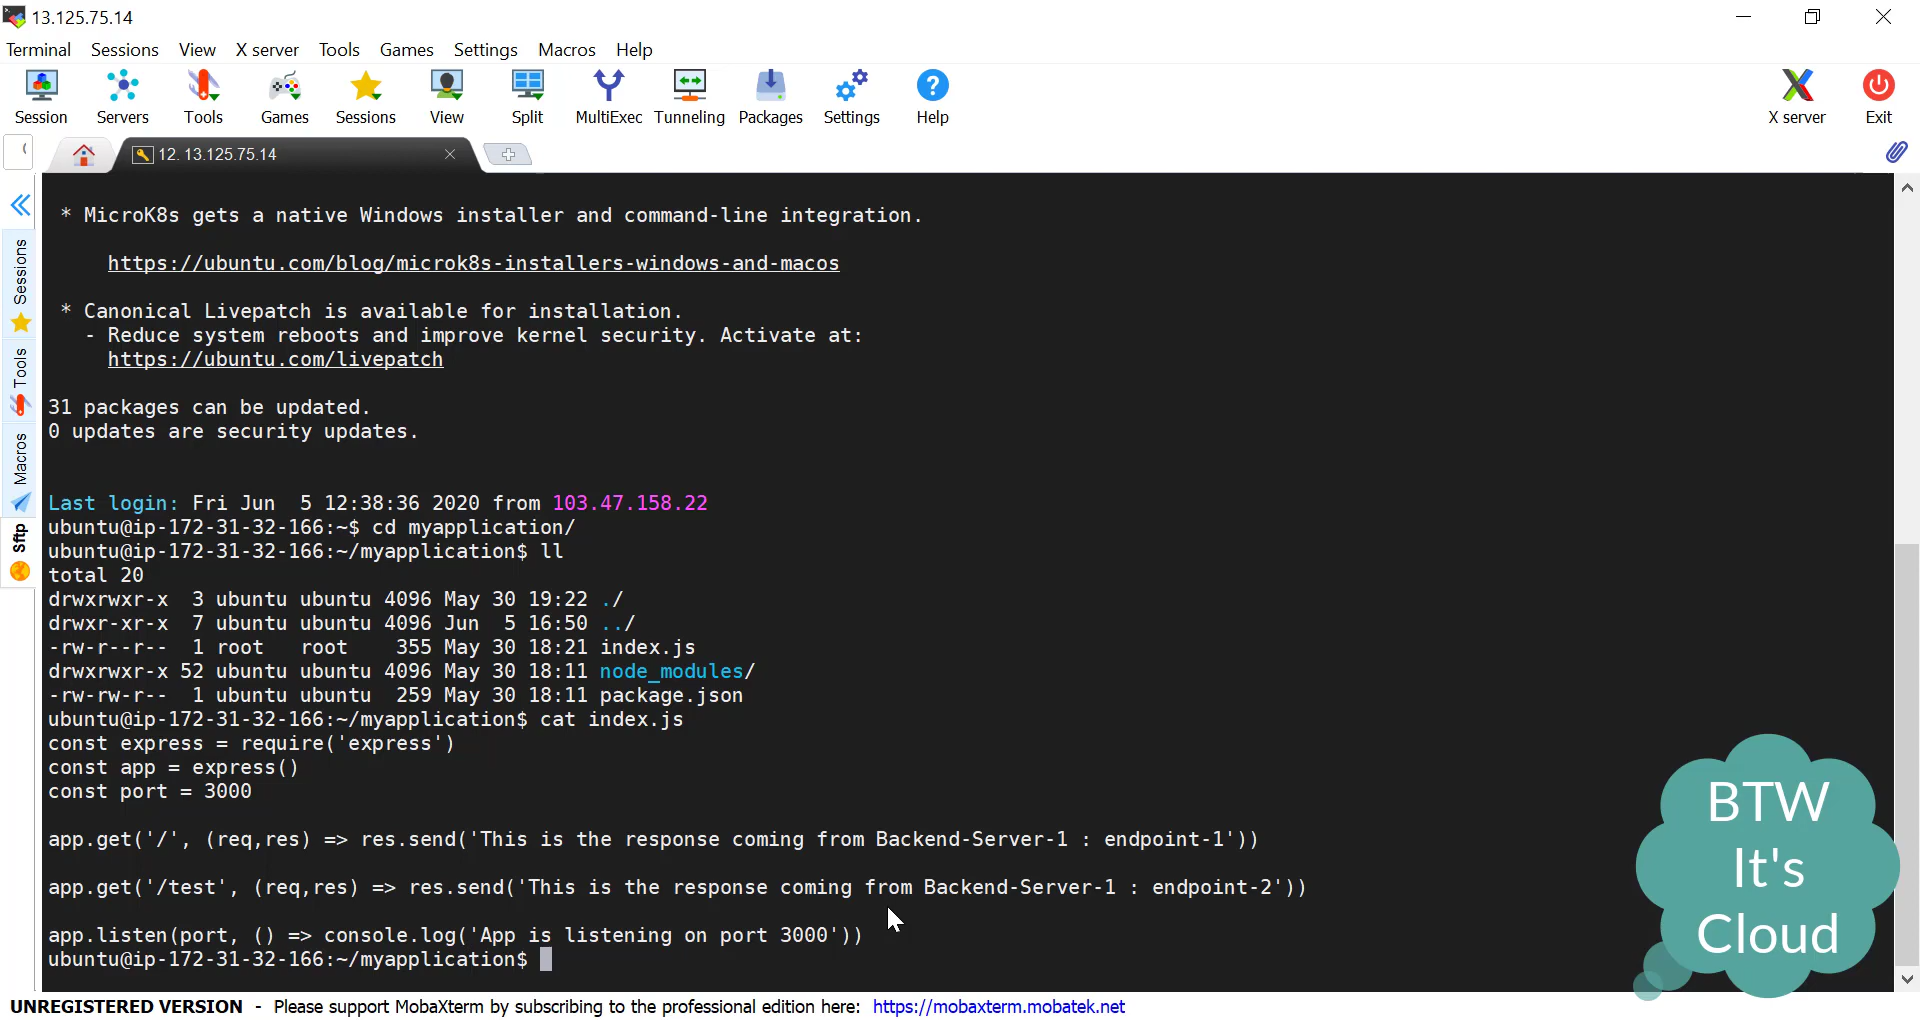 13.125.75.14
Terminal Sessions View X server Tools Games Settings Macros Help
Session Servers Tools Games Sessions View Split MultiExec Tunneling Packages Settings Help X server Exit
12. 13.125.75.14
Sessions
Tools
Macros
Sftp
* MicroK8s gets a native Windows installer and command-line integration.
https://ubuntu.com/blog/microk8s-installers-windows-and-macos
* Canonical Livepatch is available for installation.
- Reduce system reboots and improve kernel security. Activate at:
https://ubuntu.com/livepatch
31 packages can be updated.
0 updates are security updates.
Last login: Fri Jun  5 12:38:36 2020 from 103.47.158.22
ubuntu@ip-172-31-32-166:~$ cd myapplication/
ubuntu@ip-172-31-32-166:~/myapplication$ ll
total 20
drwxrwxr-x  3 ubuntu ubuntu 4096 May 30 19:22 ./
drwxr-xr-x  7 ubuntu ubuntu 4096 Jun  5 16:50 ../
-rw-r--r--  1 root   root    355 May 30 18:21 index.js
drwxrwxr-x 52 ubuntu ubuntu 4096 May 30 18:11 node_modules/
-rw-rw-r--  1 ubuntu ubuntu  259 May 30 18:11 package.json
ubuntu@ip-172-31-32-166:~/myapplication$ cat index.js
const express = require('express')
const app = express()
const port = 3000
app.get('/', (req,res) => res.send('This is the response coming from Backend-Server-1 : endpoint-1'))
app.get('/test', (req,res) => res.send('This is the response coming from Backend-Server-1 : endpoint-2'))
app.listen(port, () => console.log('App is listening on port 3000'))
ubuntu@ip-172-31-32-166:~/myapplication$
BTW
It's
Cloud
UNREGISTERED VERSION - Please support MobaXterm by subscribing to the professional edition here: https://mobaxterm.mobatek.net